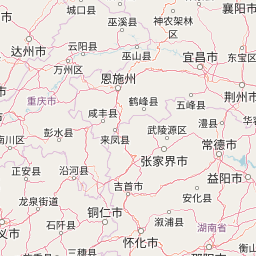 城口县
巫溪县
神农架林
区
襄阳市
达州市
云阳县
巫山县
宜昌市
东宝区
万州区
恩施州
荆州市
重庆市
鹤峰县
五峰县
咸丰县
澧县
彭水县
来凤县
武陵源区
常德市
张家界市
正安县
沿河县
吉首市
益阳市
龙泉街道
安化县
铜仁市
石阡县
溆浦县
湖南省
怀化市
三穗县